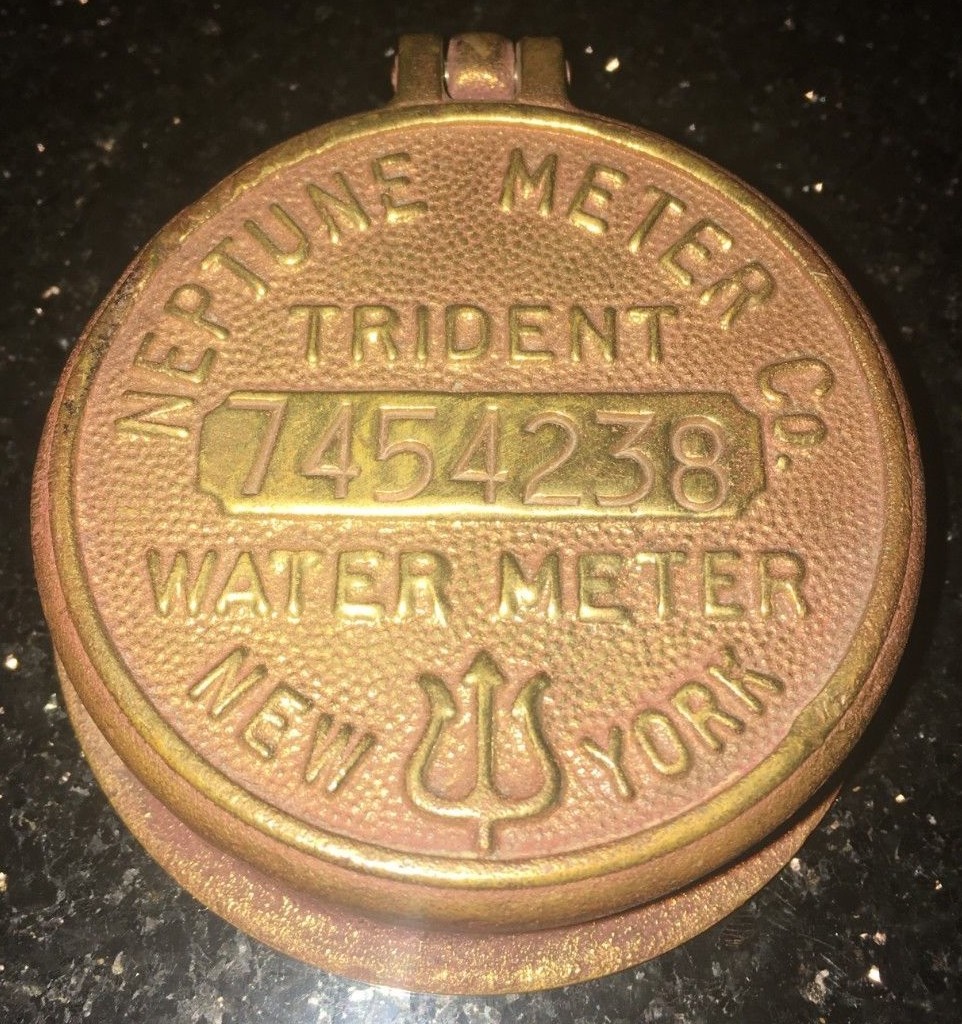 NEPTUNE METER Co.
TRIDENT
7454238
WATER METER
NEW YORK